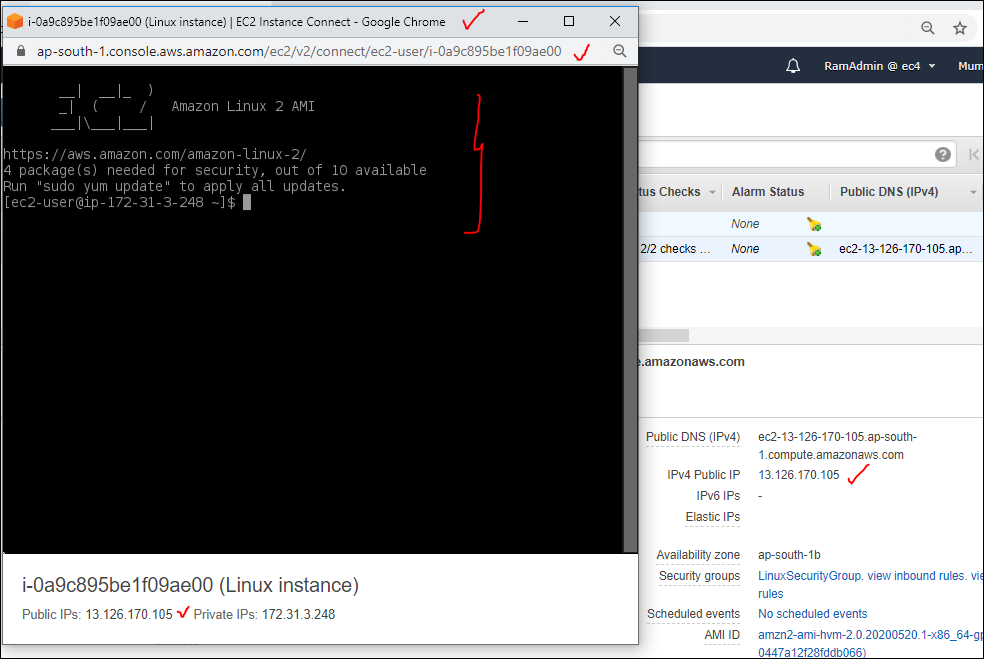 i-0a9c895be1f09ae00 (Linux instance) | EC2 Instance Connect - Google Chrome
ap-south-1.console.aws.amazon.com/ec2/v2/connect/ec2-user/i-0a9c895be1f09ae00
__| __|_ )
_| ( / Amazon Linux 2 AMI
___|\___|___|
https://aws.amazon.com/amazon-linux-2/
4 package(s) needed for security, out of 10 available
Run "sudo yum update" to apply all updates.
[ec2-user@ip-172-31-3-248 ~]$
i-0a9c895be1f09ae00 (Linux instance)
Public IPs: 13.126.170.105 Private IPs: 172.31.3.248
RamAdmin @ ec4 Mum
tus Checks Alarm Status Public DNS (IPv4)
None
2/2 checks ... None ec2-13-126-170-105.ap...
e.amazonaws.com
Public DNS (IPv4) ec2-13-126-170-105.ap-south-
1.compute.amazonaws.com
IPv4 Public IP 13.126.170.105
IPv6 IPs -
Elastic IPs
Availability zone ap-south-1b
Security groups LinuxSecurityGroup. view inbound rules. vie
rules
Scheduled events No scheduled events
AMI ID amzn2-ami-hvm-2.0.20200520.1-x86_64-gp
0447a12f28fddb066)